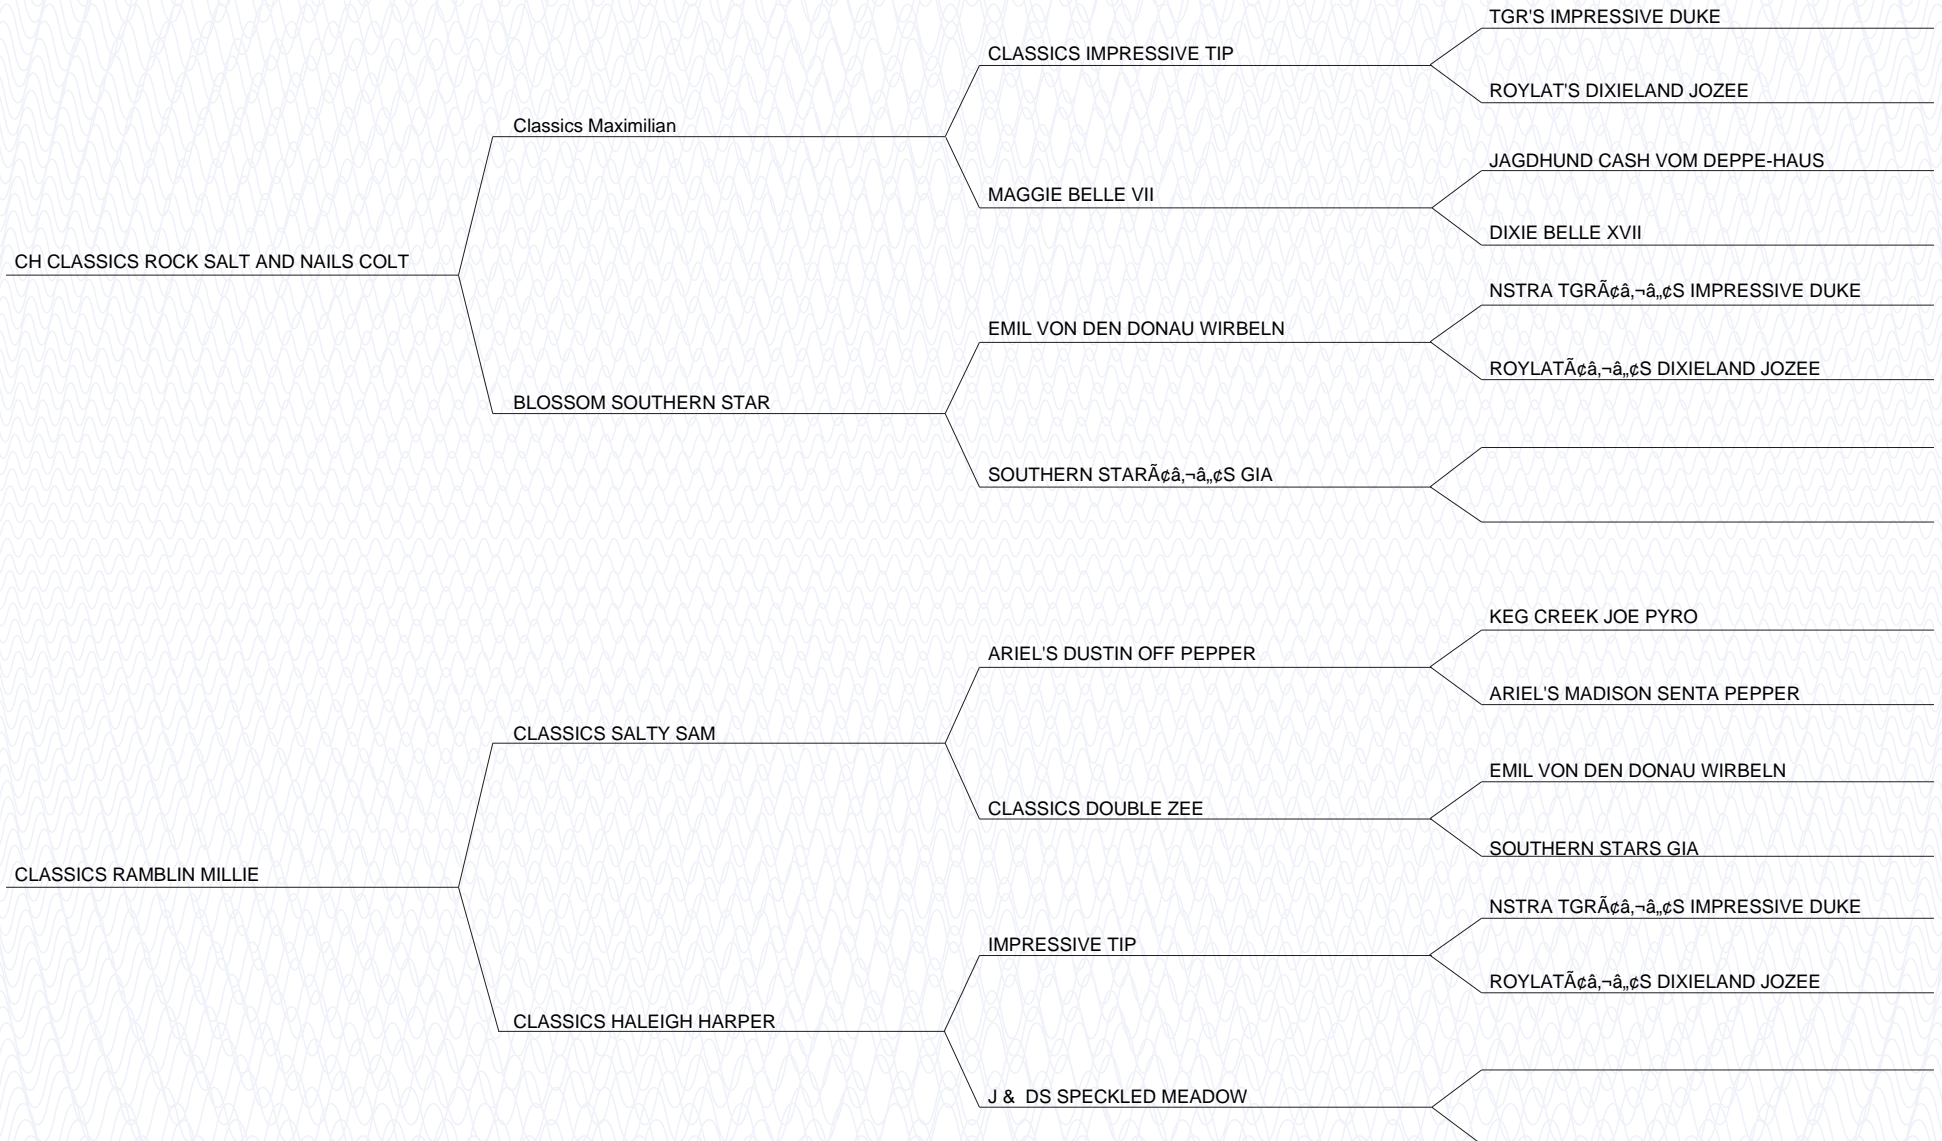 TGR'S IMPRESSIVE DUKE
CLASSICS IMPRESSIVE TIP
ROYLAT'S DIXIELAND JOZEE
Classics Maximilian
JAGDHUND CASH VOM DEPPE-HAUS
MAGGIE BELLE VII
DIXIE BELLE XVII
CH CLASSICS ROCK SALT AND NAILS COLT
NSTRA TGRÃ¢â‚¬â„¢S IMPRESSIVE DUKE
EMIL VON DEN DONAU WIRBELN
ROYLATÃ¢â‚¬â„¢S DIXIELAND JOZEE
BLOSSOM SOUTHERN STAR
SOUTHERN STARÃ¢â‚¬â„¢S GIA
KEG CREEK JOE PYRO
ARIEL'S DUSTIN OFF PEPPER
ARIEL'S MADISON SENTA PEPPER
CLASSICS SALTY SAM
EMIL VON DEN DONAU WIRBELN
CLASSICS DOUBLE ZEE
SOUTHERN STARS GIA
CLASSICS RAMBLIN MILLIE
NSTRA TGRÃ¢â‚¬â„¢S IMPRESSIVE DUKE
IMPRESSIVE TIP
ROYLATÃ¢â‚¬â„¢S DIXIELAND JOZEE
CLASSICS HALEIGH HARPER
J &  DS SPECKLED MEADOW